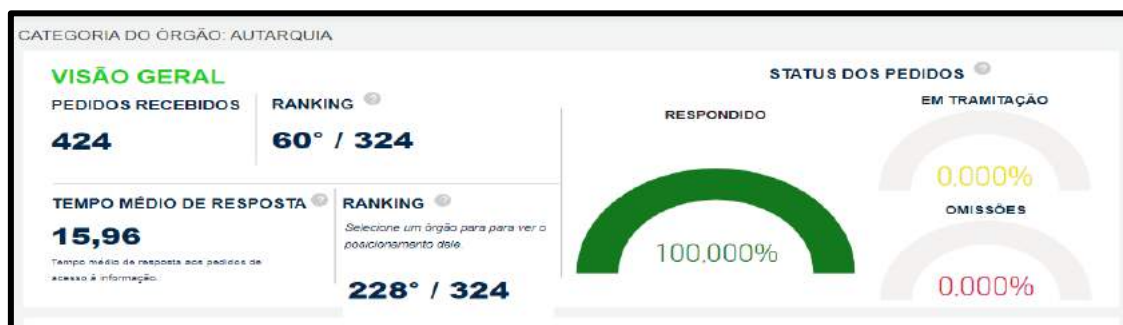 CATEGORIA DO ÓRGÃO: AUTARQUIA
VISÃO GERAL
PEDIDOS RECEBIDOS
424
RANKING
60° / 324
TEMPO MÉDIO DE RESPOSTA
15,96
Tempo médio de resposta aos pedidos de
acesso à informação.
RANKING
Selecione um órgão para para ver o
posicionamento dele.
228° / 324
STATUS DOS PEDIDOS
RESPONDIDO
100,000%
EM TRAMITAÇÃO
0,000%
OMISSÕES
0,000%